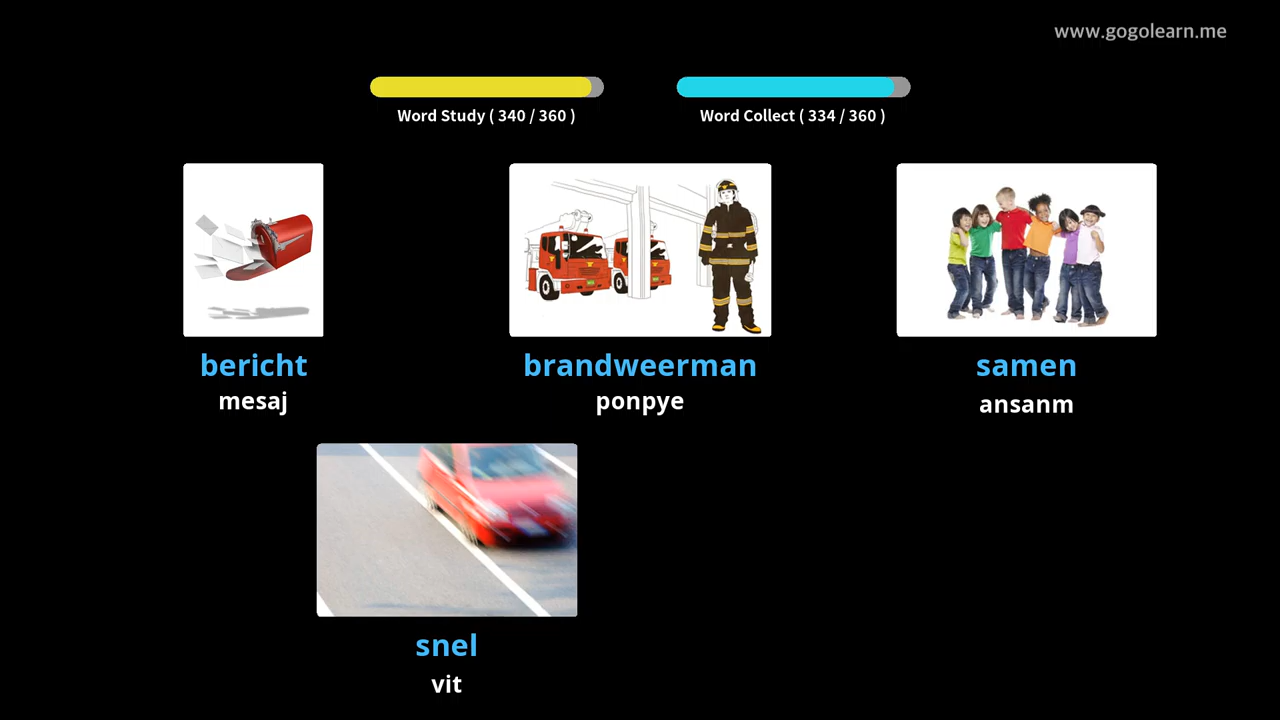 www.gogolearn.me
Word Study ( 340 / 360 )
Word Collect ( 334 / 360 )
bericht
mesaj
brandweerman
ponpye
samen
ansanm
snel
vit